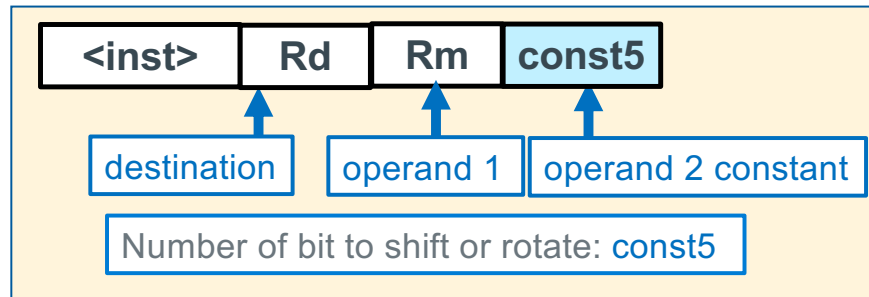 <inst> Rd Rm const5
destination operand 1 operand 2 constant
Number of bit to shift or rotate: const5